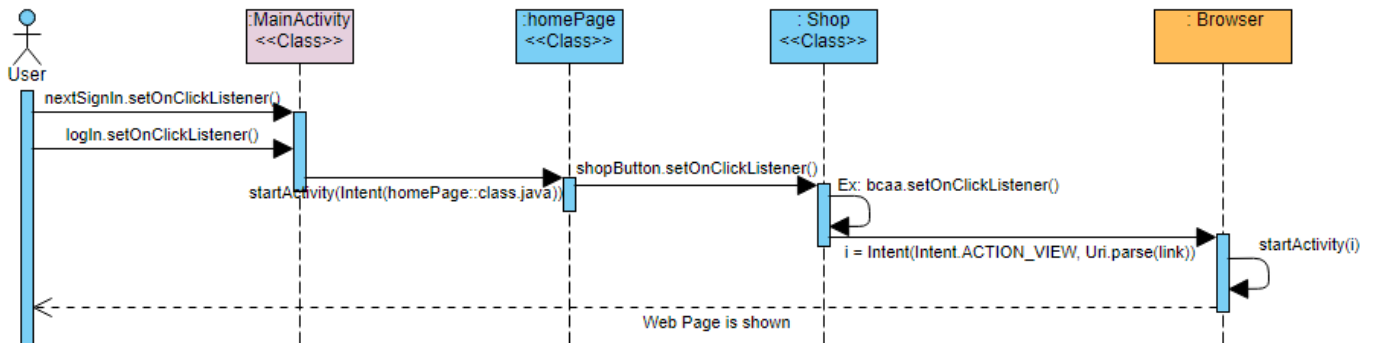 :MainActivity
<<Class>>
:homePage
<<Class>>
: Shop
<<Class>>
: Browser
User
nextSignIn.setOnClickListener()
logIn.setOnClickListener()
startActivity(Intent(homePage::class.java))
shopButton.setOnClickListener()
Ex: bcaa.setOnClickListener()
i = Intent(Intent.ACTION_VIEW, Uri.parse(link))
startActivity(i)
Web Page is shown